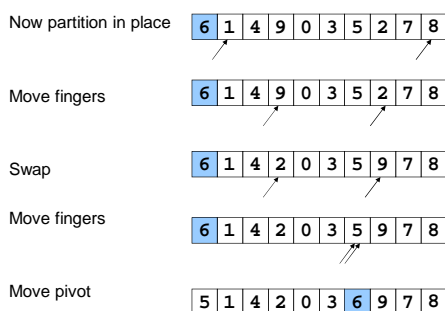 Now partition in place 6 1 4 9 0 3 5 2 7 8
Move fingers 6 1 4 9 0 3 5 2 7 8
Swap 6 1 4 2 0 3 5 9 7 8
Move fingers 6 1 4 2 0 3 5 9 7 8
Move pivot 5 1 4 2 0 3 6 9 7 8